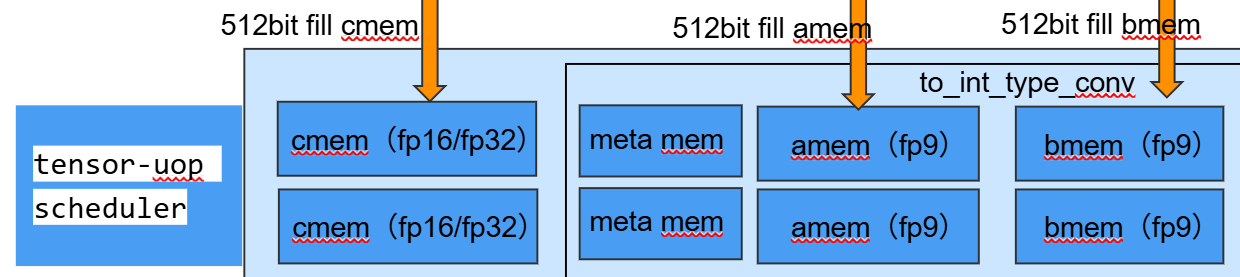 512bit fill cmem
512bit fill amem
512bit fill bmem
to_int_type_conv
tensor-uop
scheduler
cmem（fp16/fp32）
meta mem
amem（fp9）
bmem（fp9）
cmem（fp16/fp32）
meta mem
amem（fp9）
bmem（fp9）